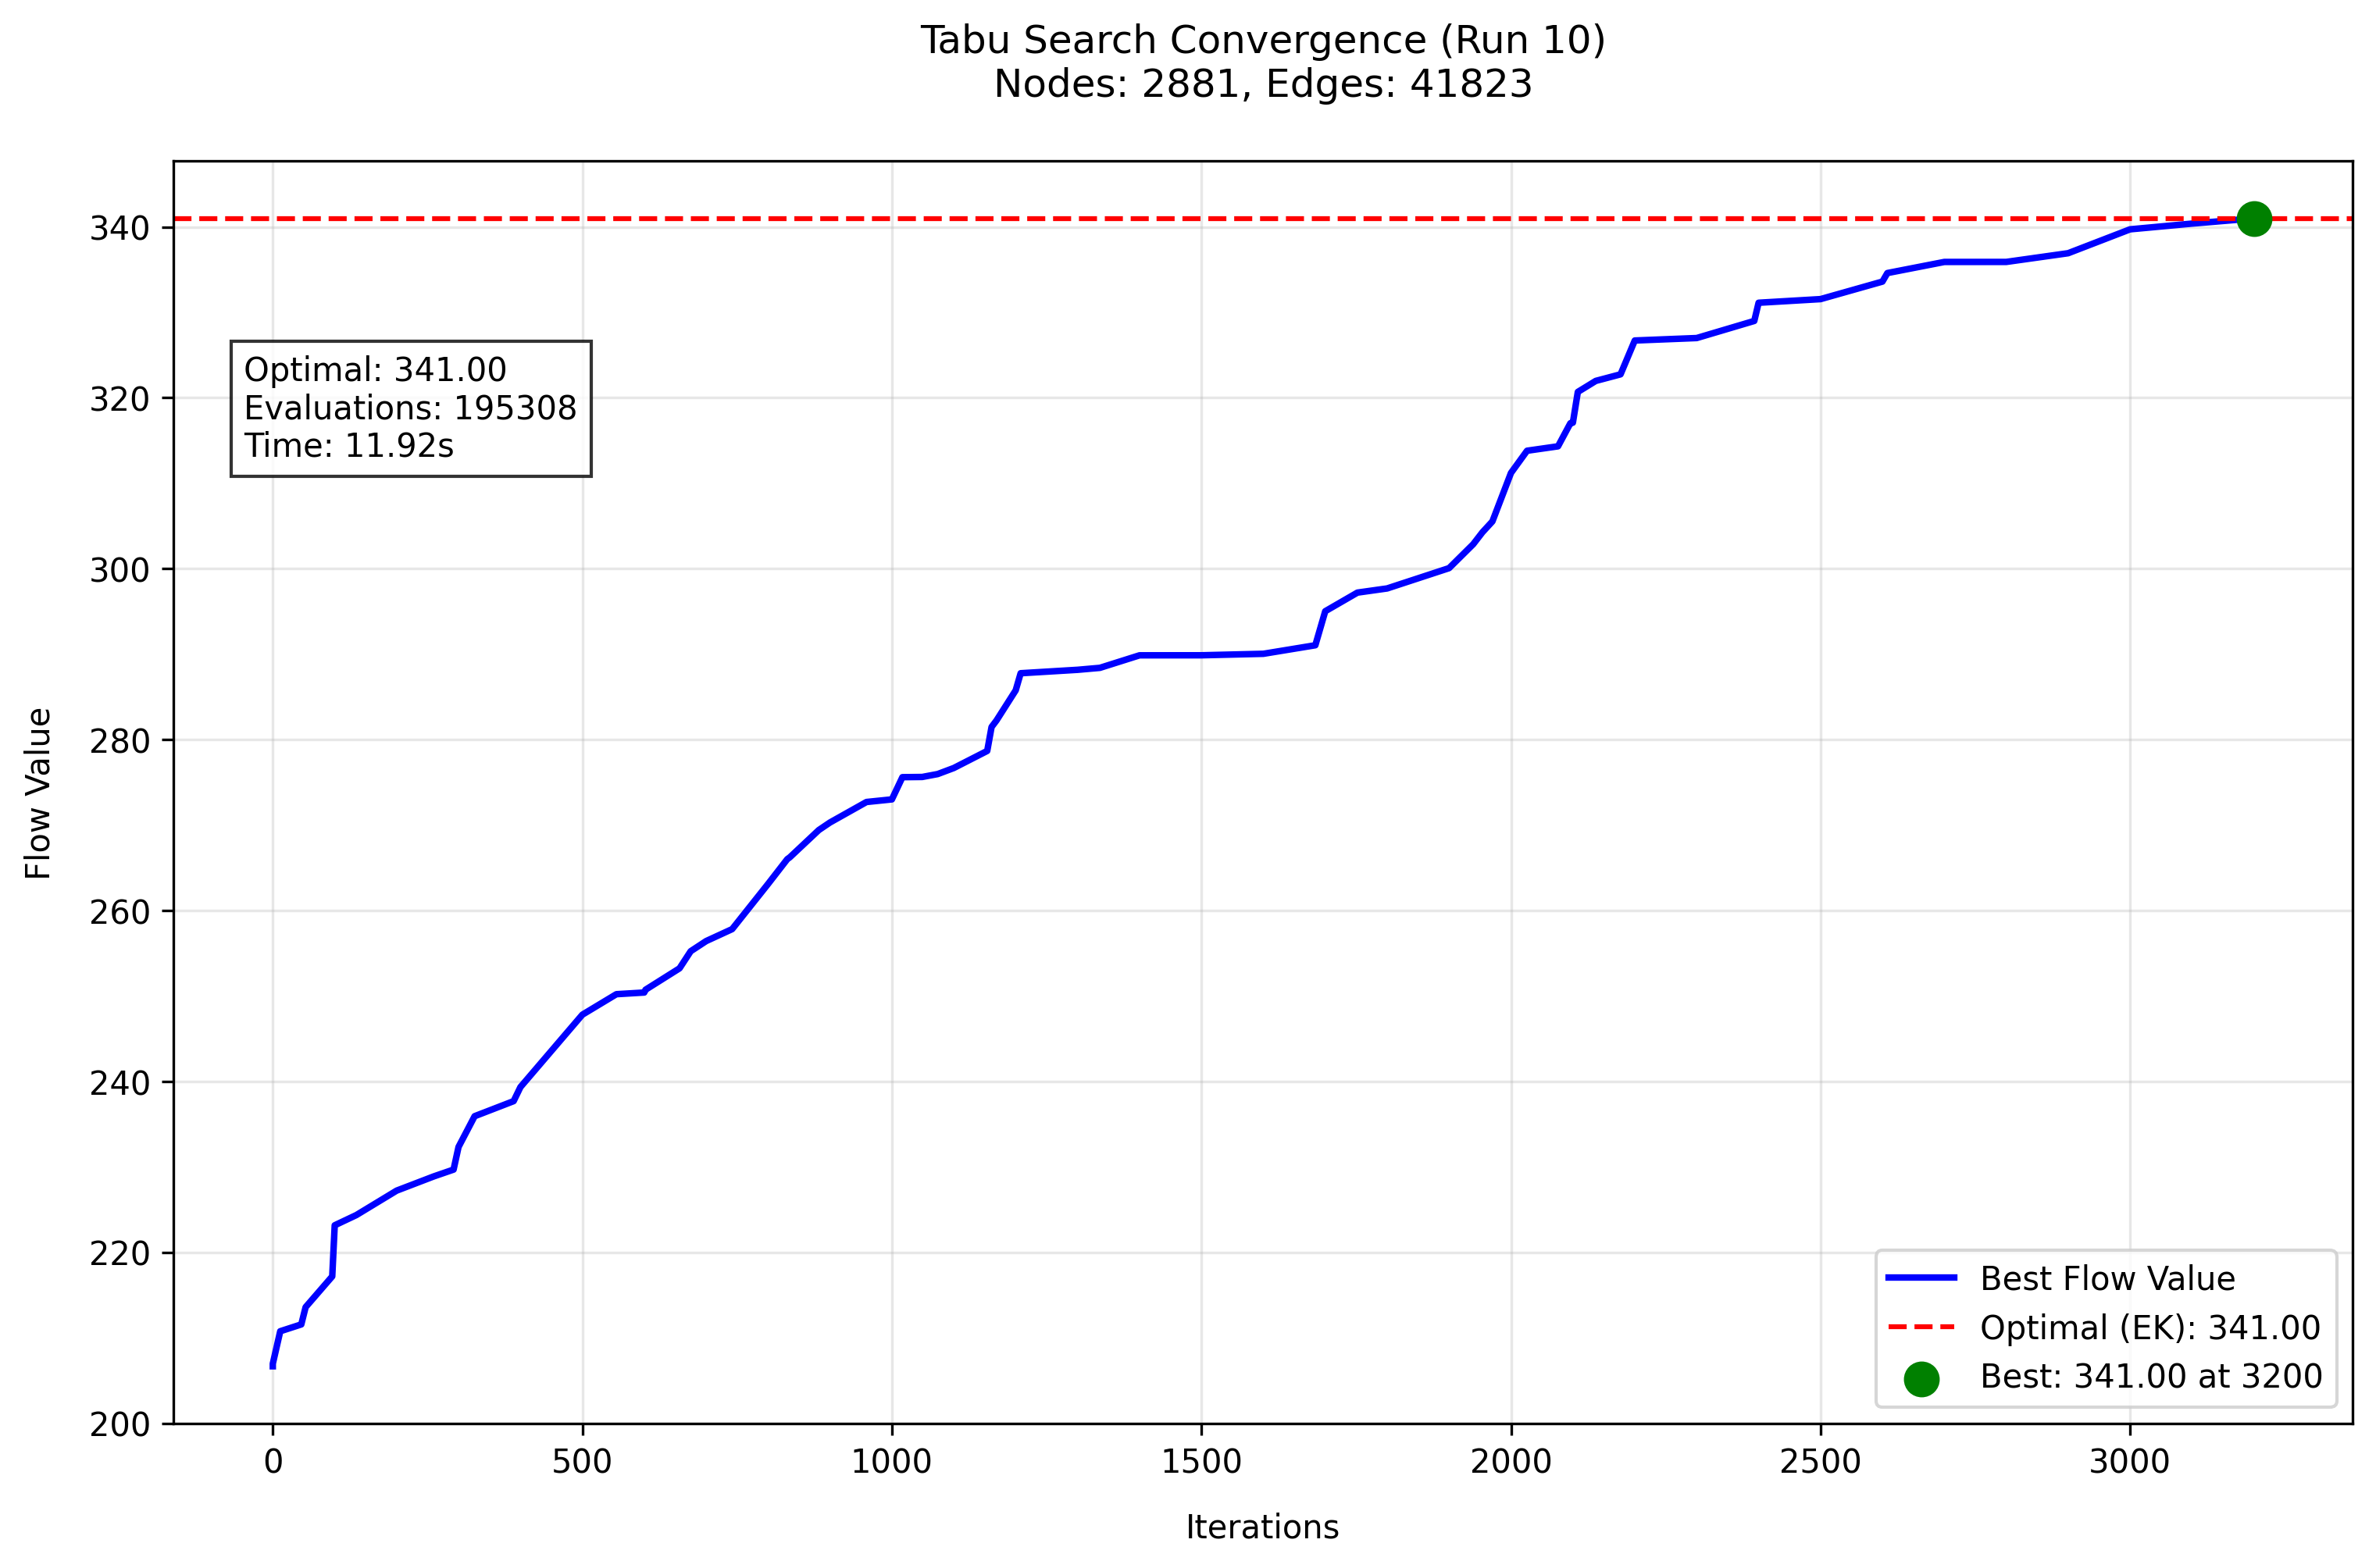 Tabu Search Convergence (Run 10)
Nodes: 2881, Edges: 41823
340
320
300
280
260
240
220
200
Flow Value
Optimal: 341.00
Evaluations: 195308
Time: 11.92s
Best Flow Value
Optimal (EK): 341.00
Best: 341.00 at 3200
0 500 1000 1500 2000 2500 3000
Iterations